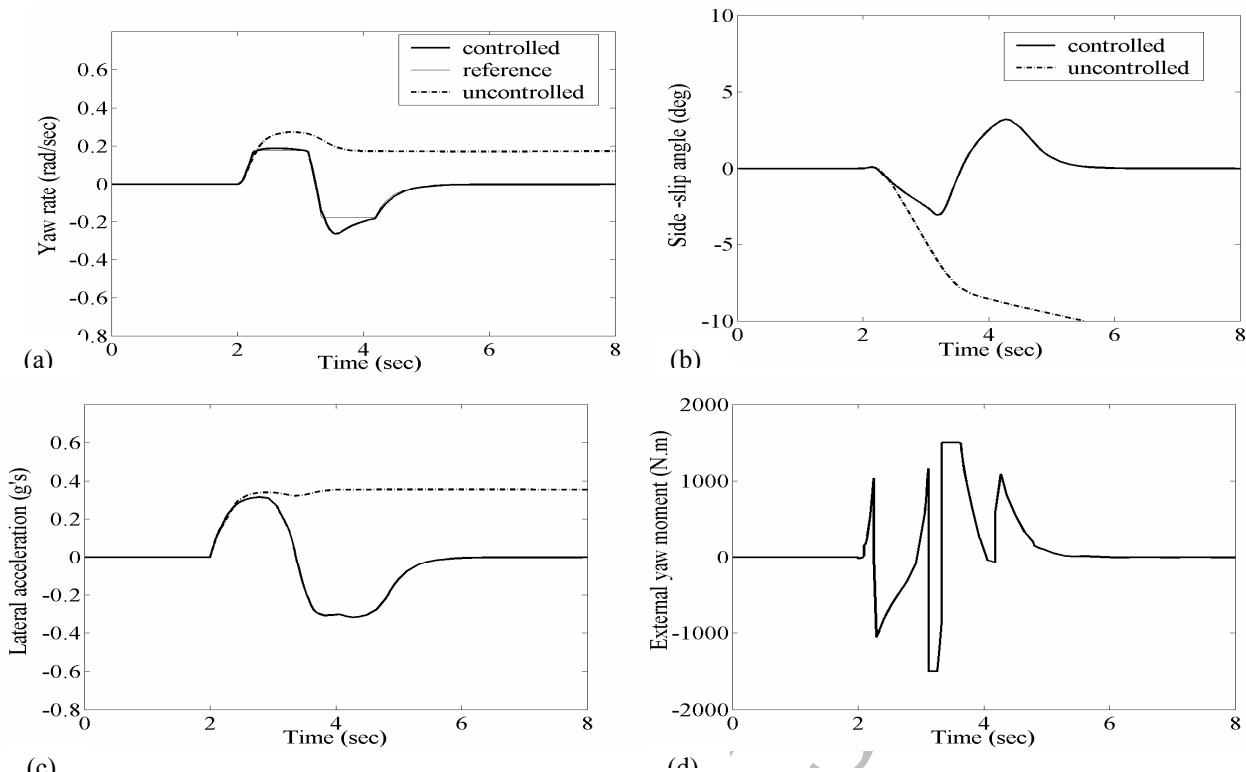 controlled
reference
uncontrolled
Yaw rate (rad/sec)
0.6
0.4
0.2
0
-0.2
-0.4
-0.6
0.8
0 2 4 6 8
Time (sec)
(a)
controlled
uncontrolled
Side -slip angle (deg)
10
5
0
-5
-10
0 2 4 6 8
Time (sec)
(b)
Lateral acceleration (g's)
0.6
0.4
0.2
0
-0.2
-0.4
-0.6
-0.8
0 2 4 6 8
Time (sec)
(c)
External yaw moment (N.m)
2000
1000
0
-1000
-2000
0 2 4 6 8
Time (sec)
(d)